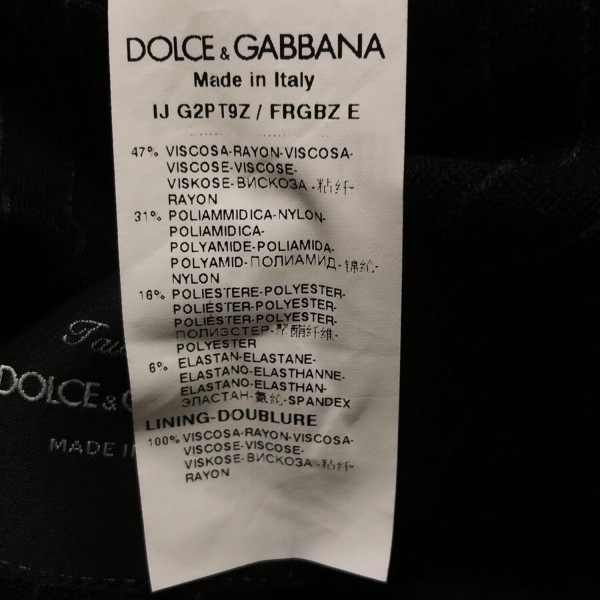 DOLCE & GABBANA
Made in Italy
IJ G2PT9Z / FRGBZ E
47% VISCOSA-RAYON-VISCOSA-
VISCOSE-VISCOSE-
VISKOSE-ВИСКОЗА-粘纤-
RAYON
31% POLIAMMIDICA-NYLON-
POLIAMIDICA-
POLYAMIDE-POLIAMIDA-
POLYAMID-ПОЛИАМИД-锦纶-
NYLON
16% POLIESTERE-POLYESTER-
POLIÉSTER-POLYESTER-
POLIÉSTER-POLYESTER-
ПОЛИЭСТЕР-聚酯纤维-
POLYESTER
6% ELASTAN-ELASTANE-
ELASTANO-ELASTHANNE-
ELASTANO-ELASTHAN-
ЭЛАСТАН-氨纶-SPANDEX
LINING-DOUBLURE
100% VISCOSA-RAYON-VISCOSA-
VISCOSE-VISCOSE-
VISKOSE-ВИСКОЗА-粘纤-
RAYON
DOLCE &
MADE I